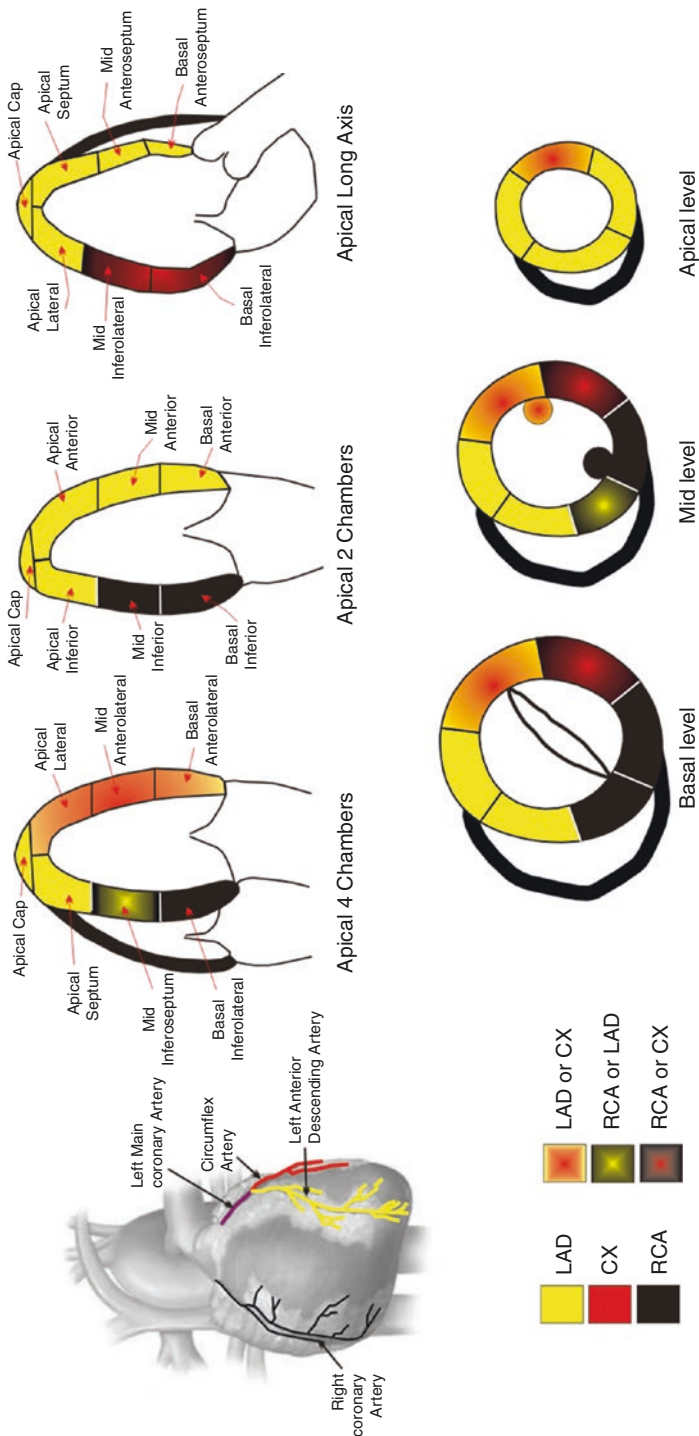 Left Main
coronary Artery
Circumflex
Artery
Left Anterior
Descending Artery
Right
coronary
Artery
Apical Cap
Apical
Septum
Mid
Inferoseptum
Basal
Inferolateral
Apical
Lateral
Mid
Anterolateral
Basal
Anterolateral
Apical 4 Chambers
Apical Cap
Apical
Inferior
Mid
Inferior
Basal
Inferior
Apical
Anterior
Mid
Anterior
Basal
Anterior
Apical 2 Chambers
Apical Cap
Apical
Lateral
Mid
Inferolateral
Basal
Inferolateral
Apical
Septum
Mid
Anteroseptum
Basal
Anteroseptum
Apical Long Axis
LAD
CX
RCA
LAD or CX
RCA or LAD
RCA or CX
Basal level
Mid level
Apical level